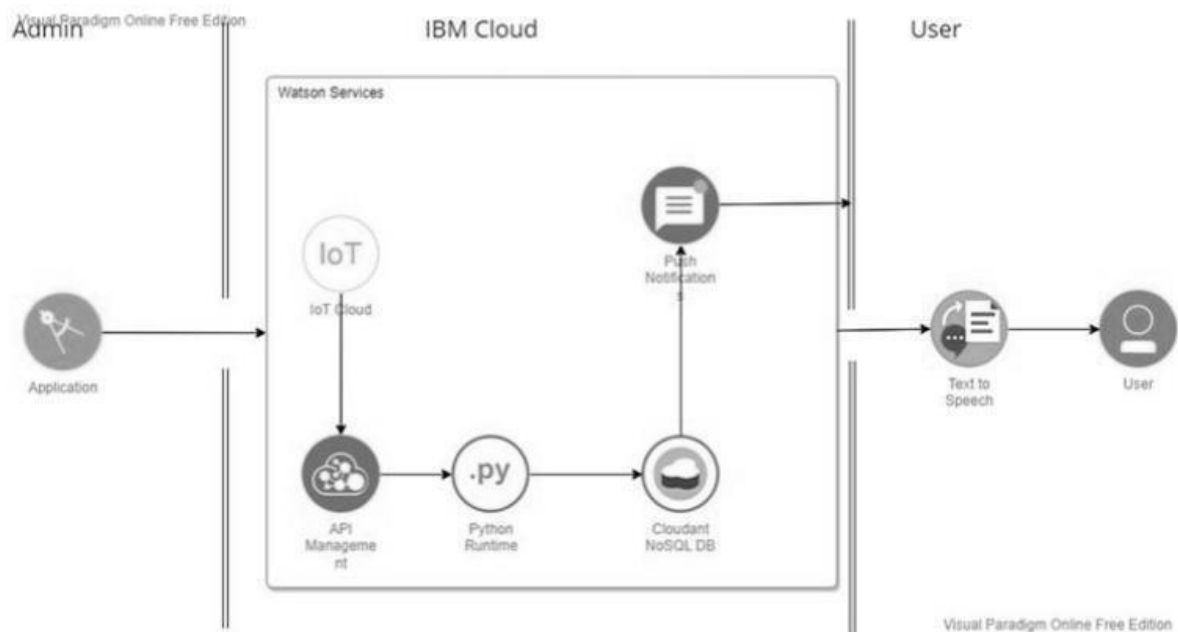 Visual Paradigm Online Free Edition
Admin
IBM Cloud
User
Watson Services
IoT
IoT Cloud
Push
Notification
s
Application
Text to
Speech
User
.py
API
Manageme
nt
Python
Runtime
Cloudant
NoSQL DB
Visual Paradigm Online Free Edition